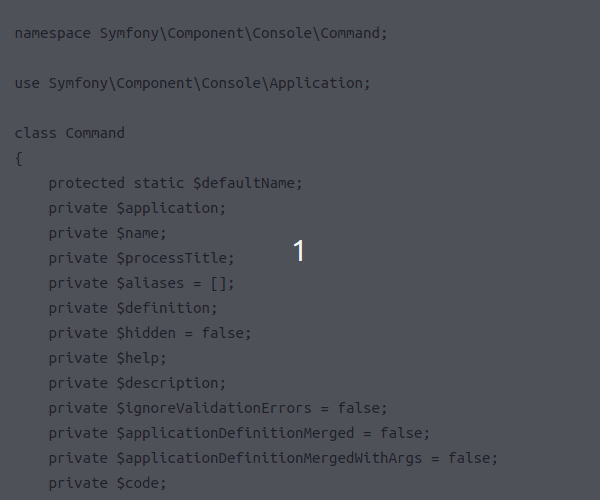 namespace Symfony\Component\Console\Command;
use Symfony\Component\Console\Application;
class Command
{
protected static $defaultName;
private $application;
private $name;
1
private $processTitle;
private $aliases = [];
private $definition;
private $hidden = false;
private $help;
private $description;
private $ignoreValidationErrors = false;
private $applicationDefinitionMerged = false;
private $applicationDefinitionMergedWithArgs = false;
private $code;